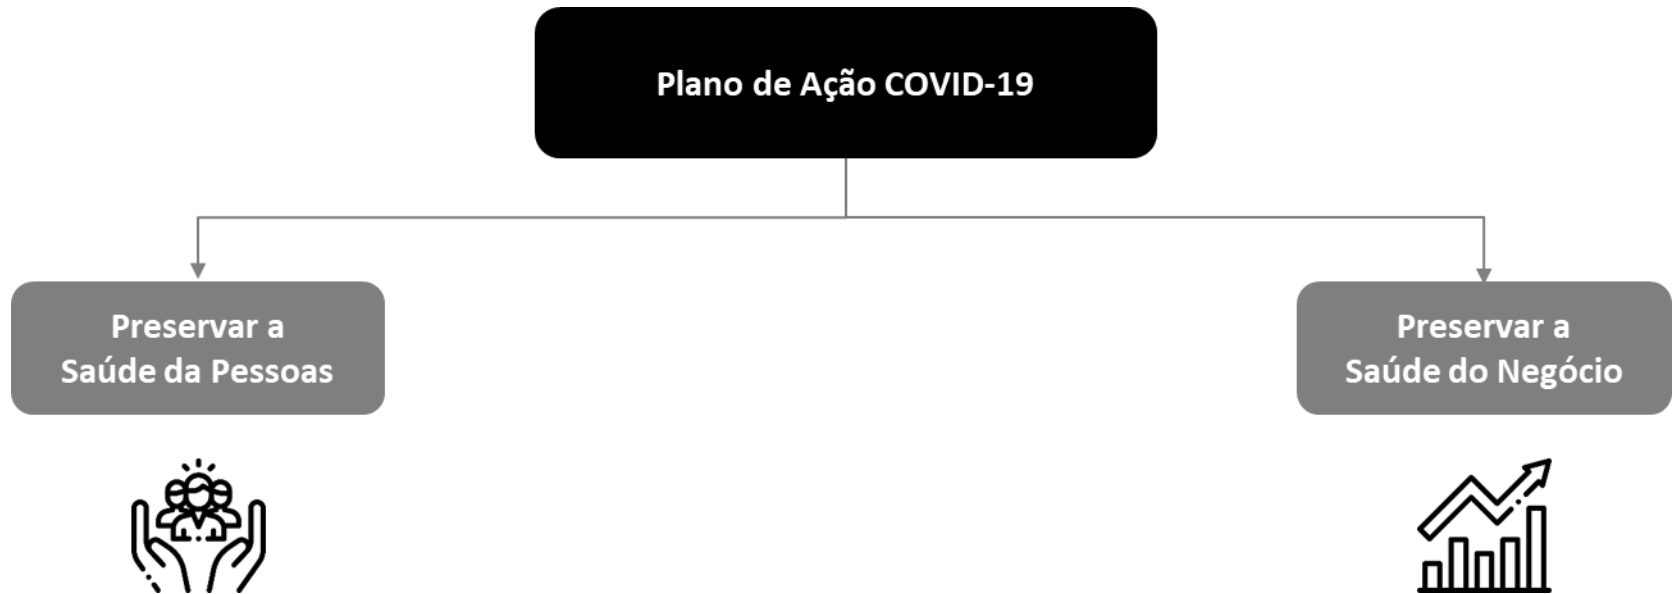 Plano de Ação COVID-19
Preservar a
Saúde da Pessoas
Preservar a
Saúde do Negócio